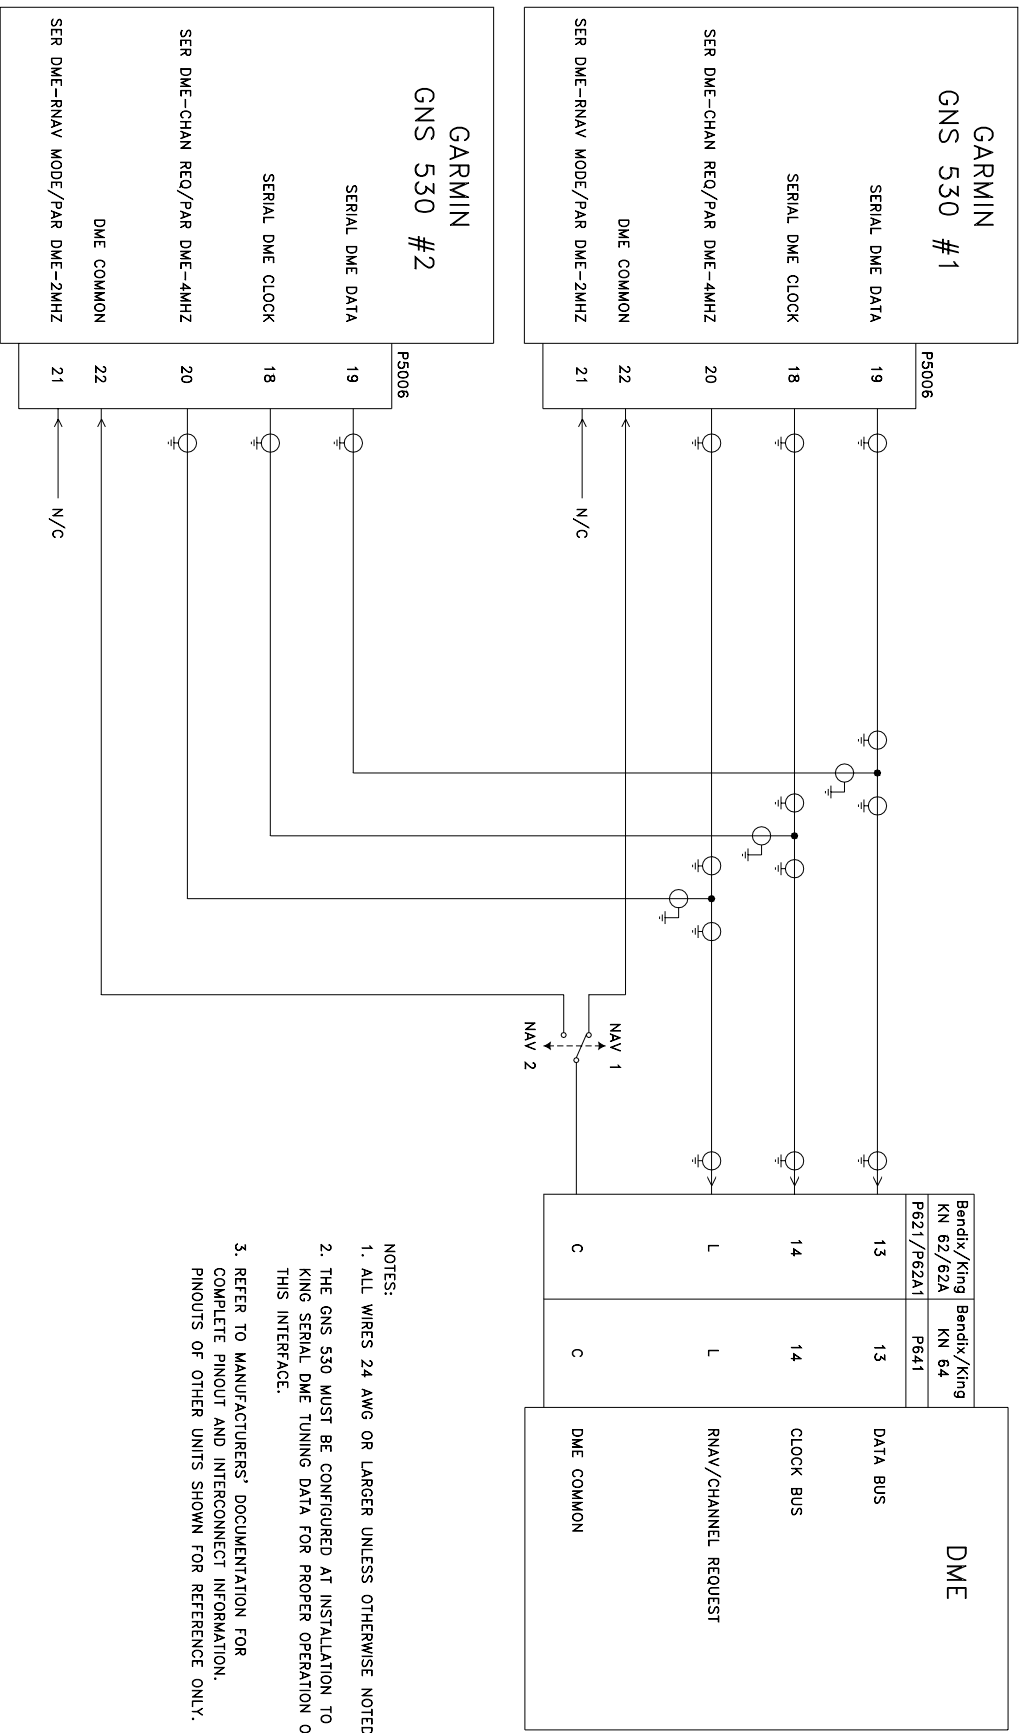 GARMIN
GNS 530 #1
SERIAL DME DATA
SERIAL DME CLOCK
SER DME-CHAN REQ/PAR DME-4MHZ
DME COMMON
SER DME-RNAV MODE/PAR DME-2MHZ
P5006
19
18
20
22
21
N/C
GARMIN
GNS 530 #2
SERIAL DME DATA
SERIAL DME CLOCK
SER DME-CHAN REQ/PAR DME-4MHZ
DME COMMON
SER DME-RNAV MODE/PAR DME-2MHZ
P5006
19
18
20
22
21
N/C
NAV 1
NAV 2
Bendix/King
KN 62/62A
P621/P62A1
13
14
L
C
Bendix/King
KN 64
P641
13
14
L
C
DME
DATA BUS
CLOCK BUS
RNAV/CHANNEL REQUEST
DME COMMON
NOTES:
1. ALL WIRES 24 AWG OR LARGER UNLESS OTHERWISE NOTED
2. THE GNS 530 MUST BE CONFIGURED AT INSTALLATION TO
KING SERIAL DME TUNING DATA FOR PROPER OPERATION
THIS INTERFACE.
3. REFER TO MANUFACTURERS' DOCUMENTATION FOR
COMPLETE PINOUT AND INTERCONNECT INFORMATION.
PINOUTS OF OTHER UNITS SHOWN FOR REFERENCE ONLY.